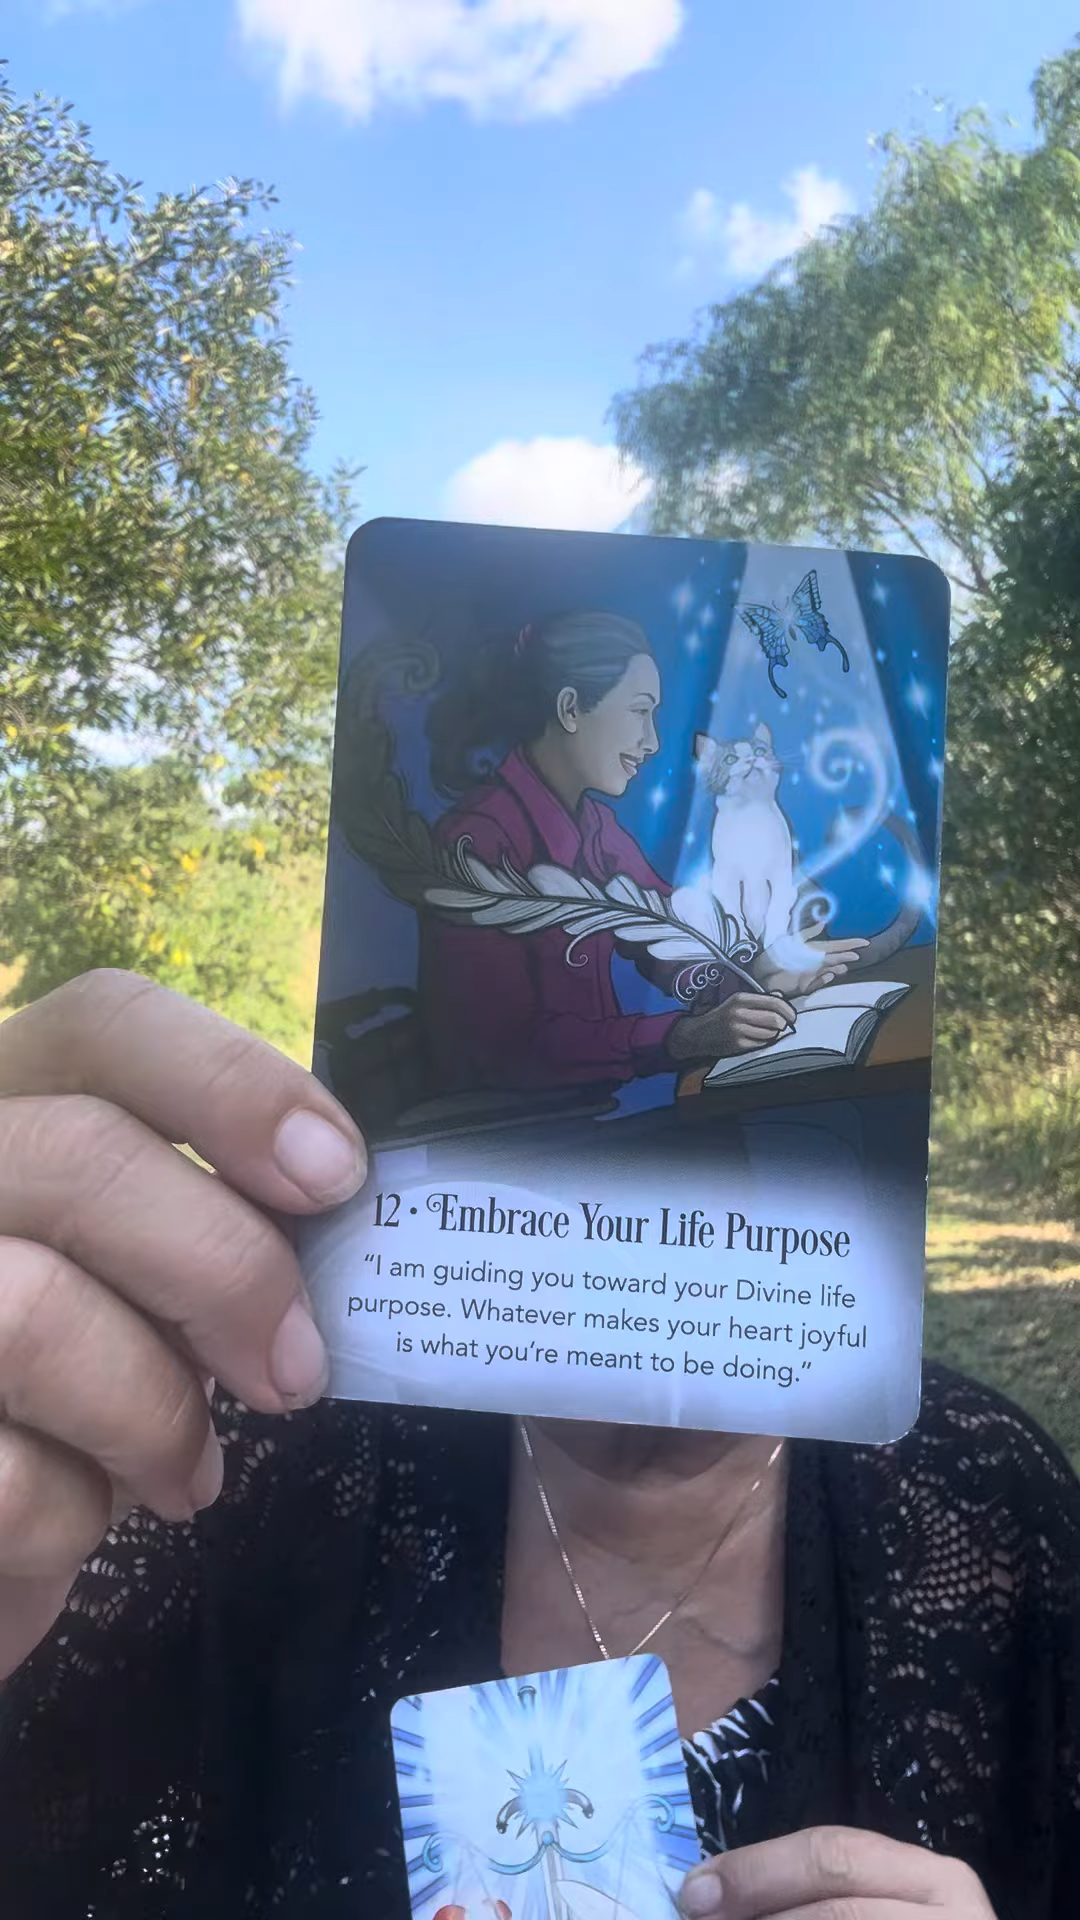 12 • Embrace Your Life Purpose
“I am guiding you toward your Divine life
purpose. Whatever makes your heart joyful
is what you’re meant to be doing.”